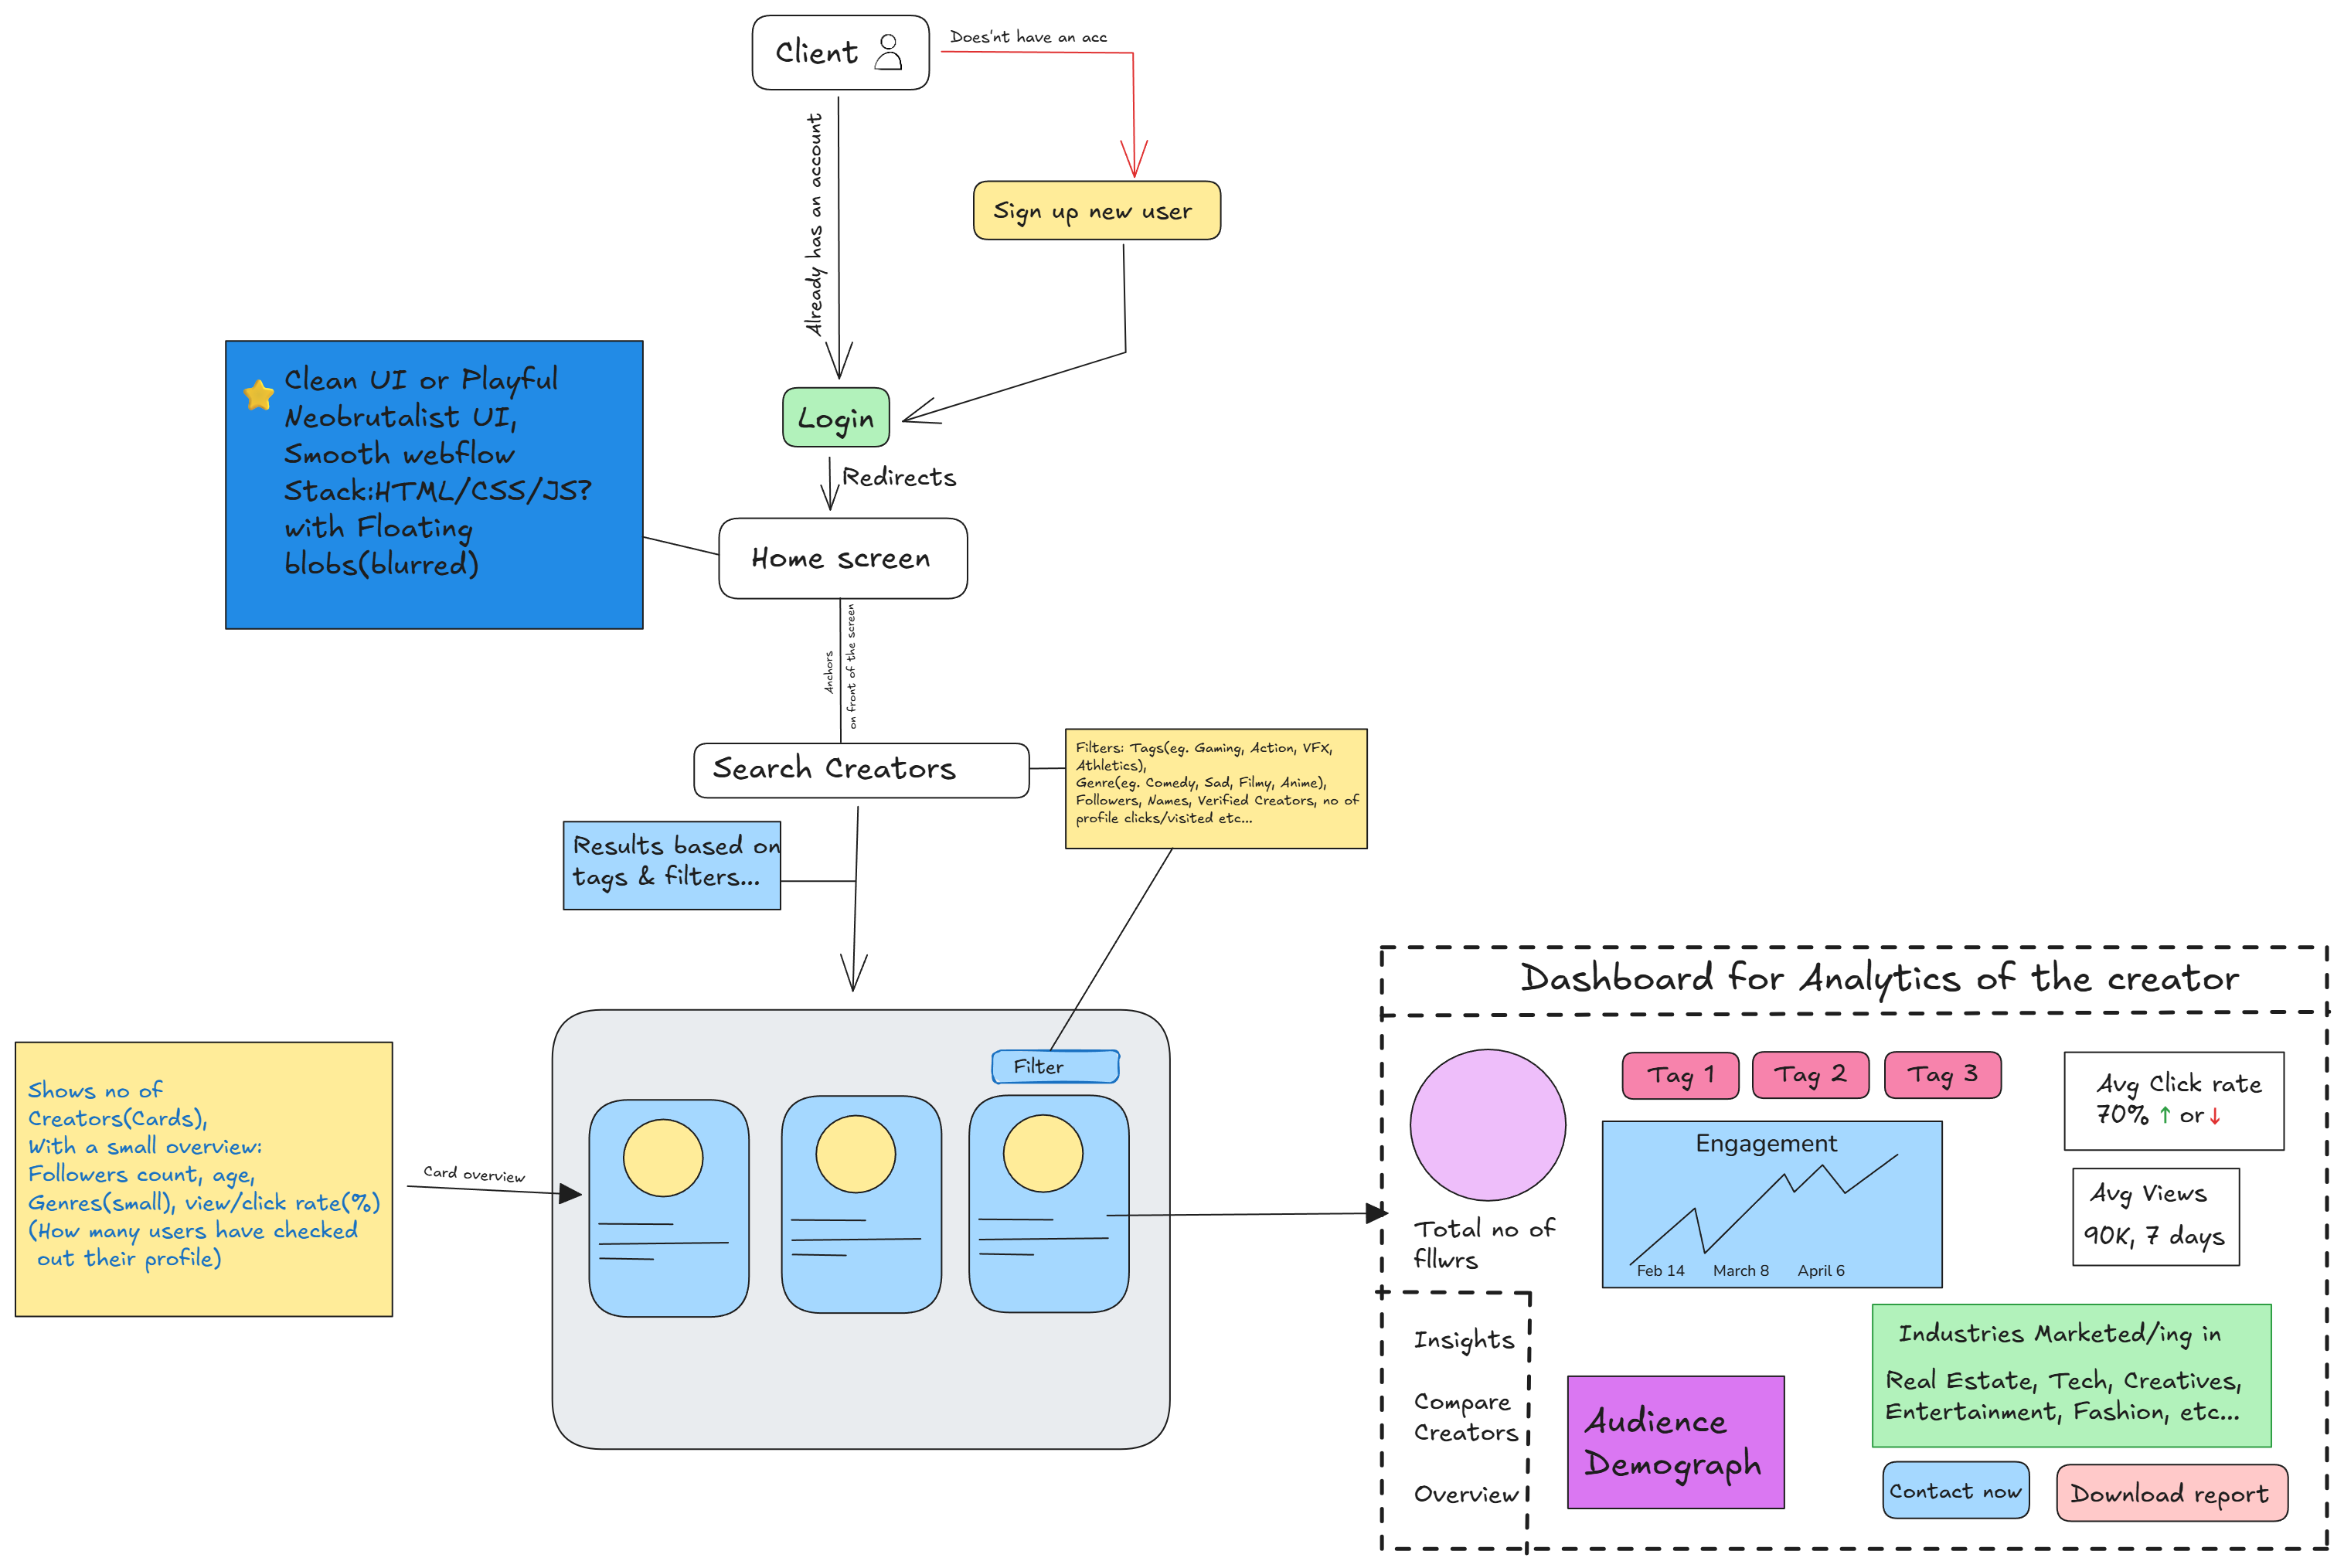 Client
Does'nt have an acc
Already has an account
Sign up new user
Login
Redirects
Clean UI or Playful
Neobrutalist UI,
Smooth webflow
Stack:HTML/CSS/JS?
with Floating
blobs(blurred)
Home screen
Anchors
on front of the screen
Search Creators
Filters: Tags(eg. Gaming, Action, VFX,
Athletics),
Genre(eg. Comedy, Sad, Filmy, Anime),
Followers, Names, Verified Creators, no of
profile clicks/visited etc...
Results based on
tags & filters...
Filter
Shows no of
Creators(Cards),
With a small overview:
Followers count, age,
Genres(small), view/click rate(%)
(How many users have checked
out their profile)
Card overview
Dashboard for Analytics of the creator
Tag 1
Tag 2
Tag 3
Avg Click rate
70% ↑ or ↓
Engagement
Feb 14
March 8
April 6
Avg Views
90K, 7 days
Total no of
fllwrs
Insights
Compare
Creators
Overview
Audience
Demograph
Industries Marketed/ing in
Real Estate, Tech, Creatives,
Entertainment, Fashion, etc...
Contact now
Download report